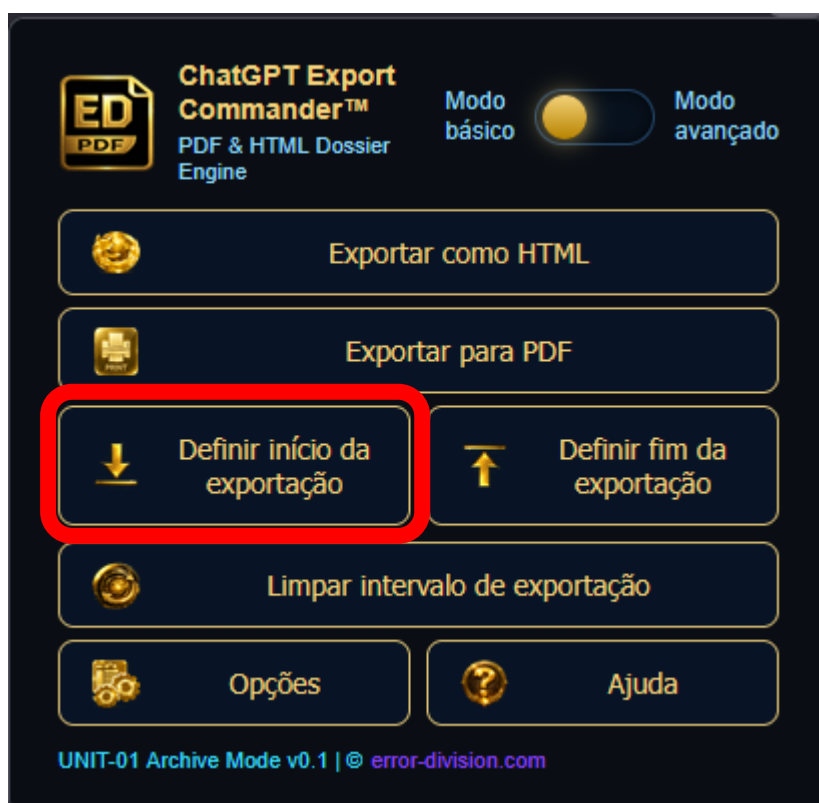 ChatGPT Export
Commander™
PDF & HTML Dossier
Engine
Modo
básico
Modo
avançado
ED
PDF
Exportar como HTML
PRINT
Exportar para PDF
Definir início da
exportação
Definir fim da
exportação
Limpar intervalo de exportação
Opções
Ajuda
UNIT-01 Archive Mode v0.1 | © error-division.com